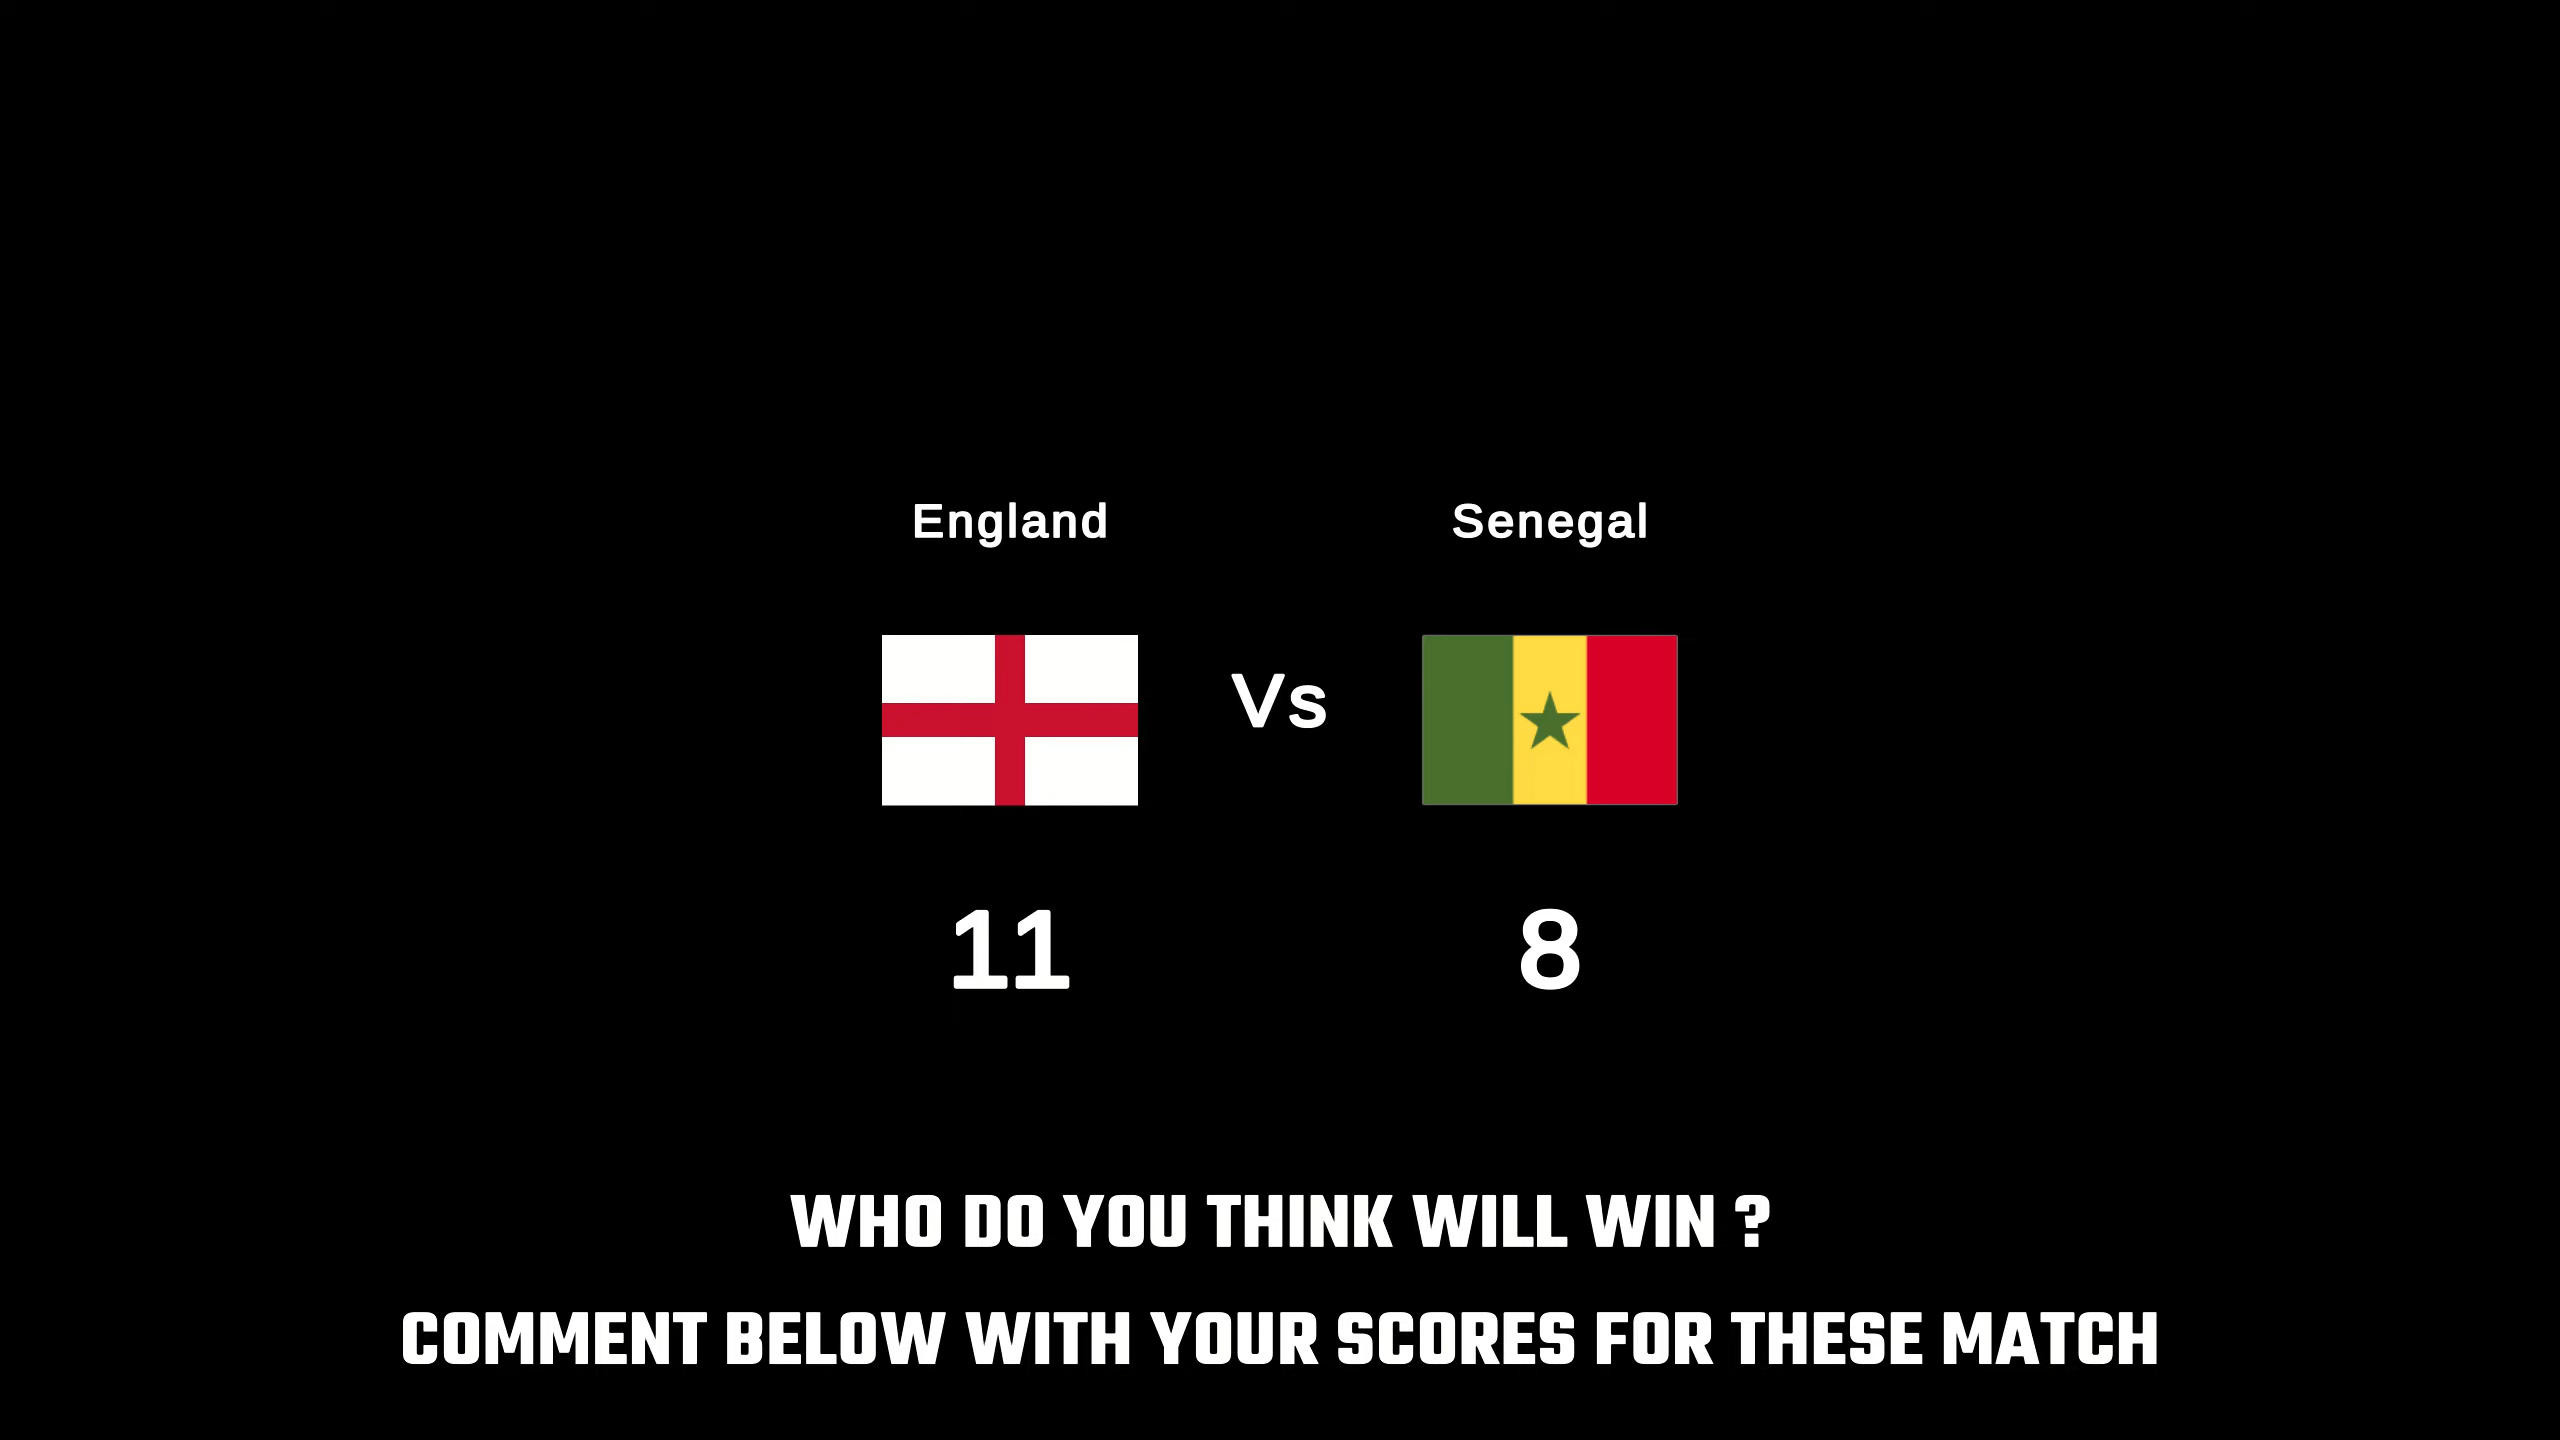 England Senegal
Vs
11 8
WHO DO YOU THINK WILL WIN ?
COMMENT BELOW WITH YOUR SCORES FOR THESE MATCH